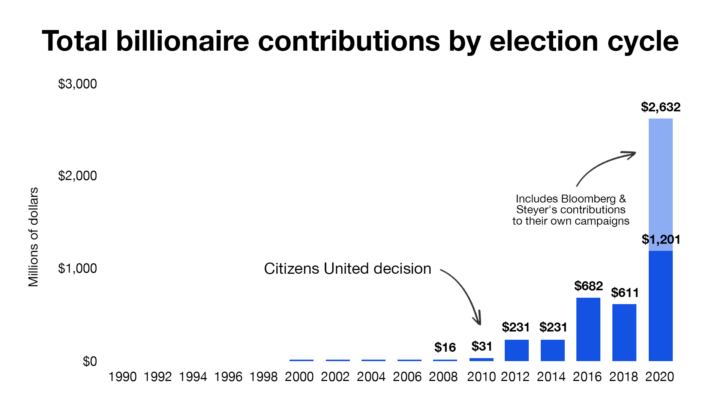 Total billionaire contributions by election cycle
$3,000
$2,632
$2,000
Includes Bloomberg &
Steyer's contributions
to their own campaigns
Millions of dollars
$1,201
$1,000
Citizens United decision
$682
$611
$231
$231
$16
$31
$0
1990 1992 1994 1996 1998 2000 2002 2004 2006 2008 2010 2012 2014 2016 2018 2020